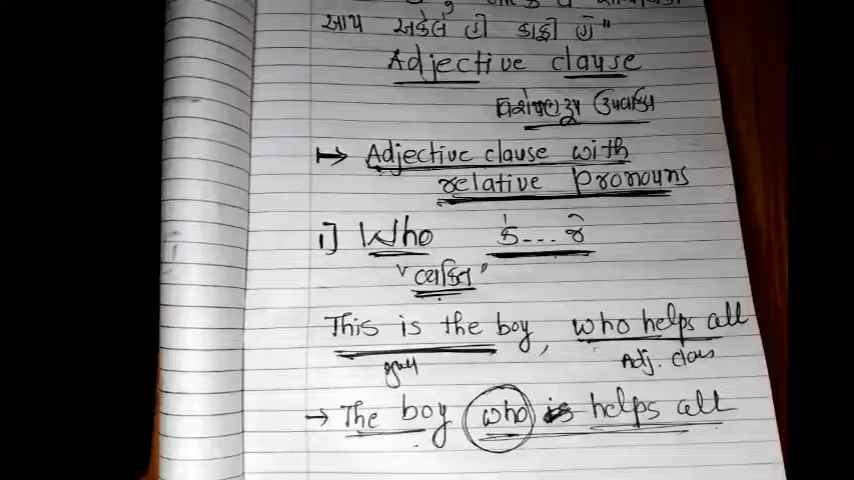 આપ
Adjective clause
વિશેષણરૂપ ઉપવાક્ય
→ Adjective clause with
relative pronouns
1] Who કે... જે
"વ્યક્તિ"
This is the boy, who helps all
મુખ્ય Adj. claus
→ The boy who is helps all